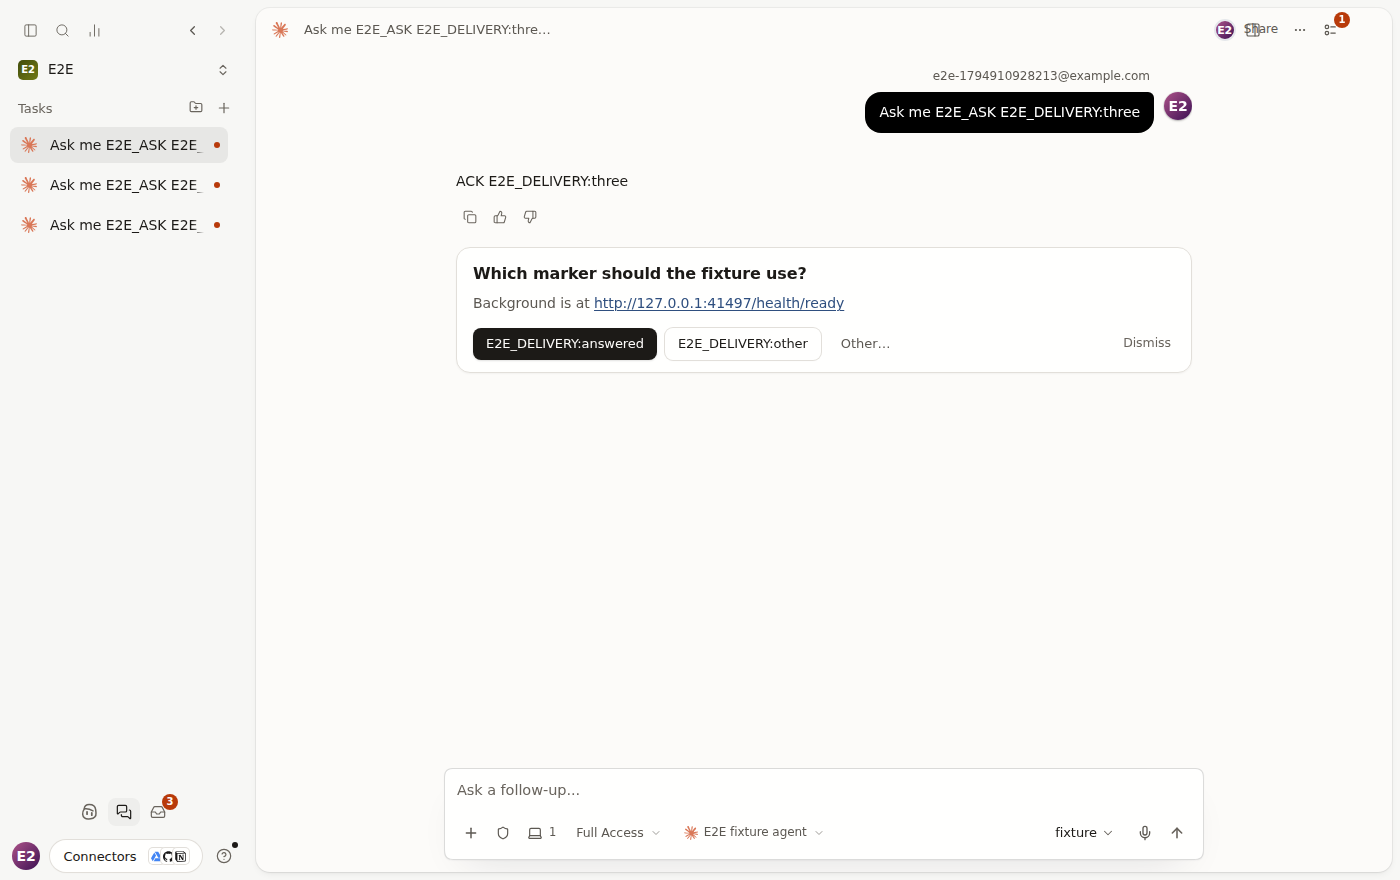 E2 E2E
Tasks
Ask me E2E_ASK E2E_
Ask me E2E_ASK E2E_
Ask me E2E_ASK E2E_
3
E2 Connectors
Ask me E2E_ASK E2E_DELIVERY:thre…
E2 Share 1
e2e-1794910928213@example.com
Ask me E2E_ASK E2E_DELIVERY:three
E2
ACK E2E_DELIVERY:three
Which marker should the fixture use?
Background is at http://127.0.0.1:41497/health/ready
E2E_DELIVERY:answered E2E_DELIVERY:other Other… Dismiss
Ask a follow-up...
1 Full Access E2E fixture agent fixture